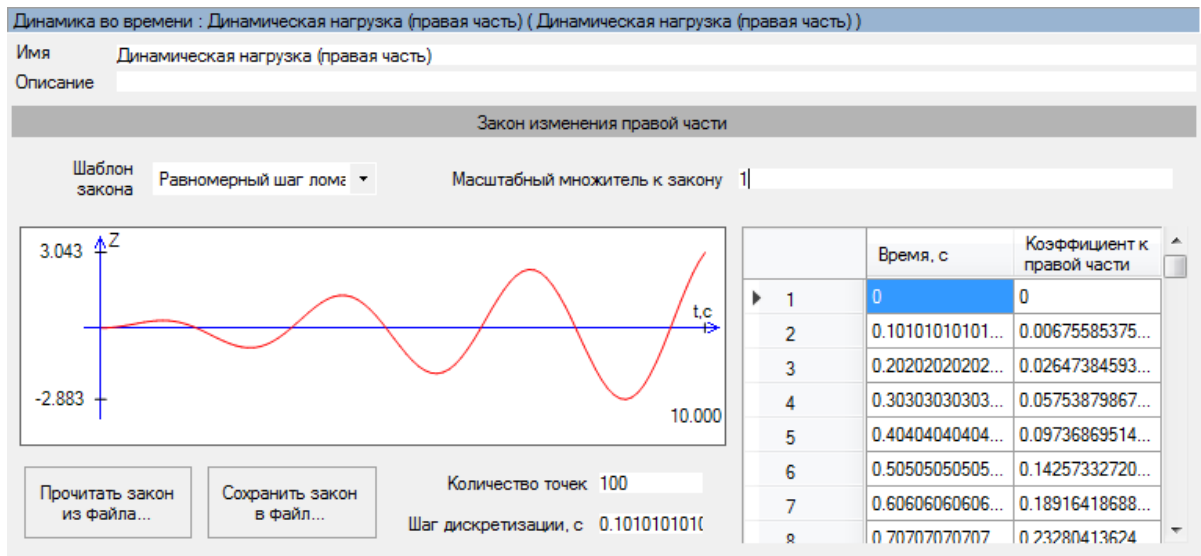 Динамика во времени : Динамическая нагрузка (правая часть) ( Динамическая нагрузка (правая часть) )
Имя Динамическая нагрузка (правая часть)
Описание
Закон изменения правой части
Шаблон закона Равномерный шаг лома Масштабный множитель к закону 1
3.043 Z
t,c
-2.883
10.000
Время, с Коэффициент к правой части
1 0 0
2 0.10101010101... 0.00675585375...
3 0.20202020202... 0.02647384593...
4 0.30303030303... 0.05753879867...
5 0.40404040404... 0.09736869514...
6 0.50505050505... 0.14257332720...
7 0.60606060606... 0.18916418688...
8 0.70707070707 0.23280413624
Прочитать закон из файла...
Сохранить закон в файл...
Количество точек 100
Шаг дискретизации, с 0.101010101(